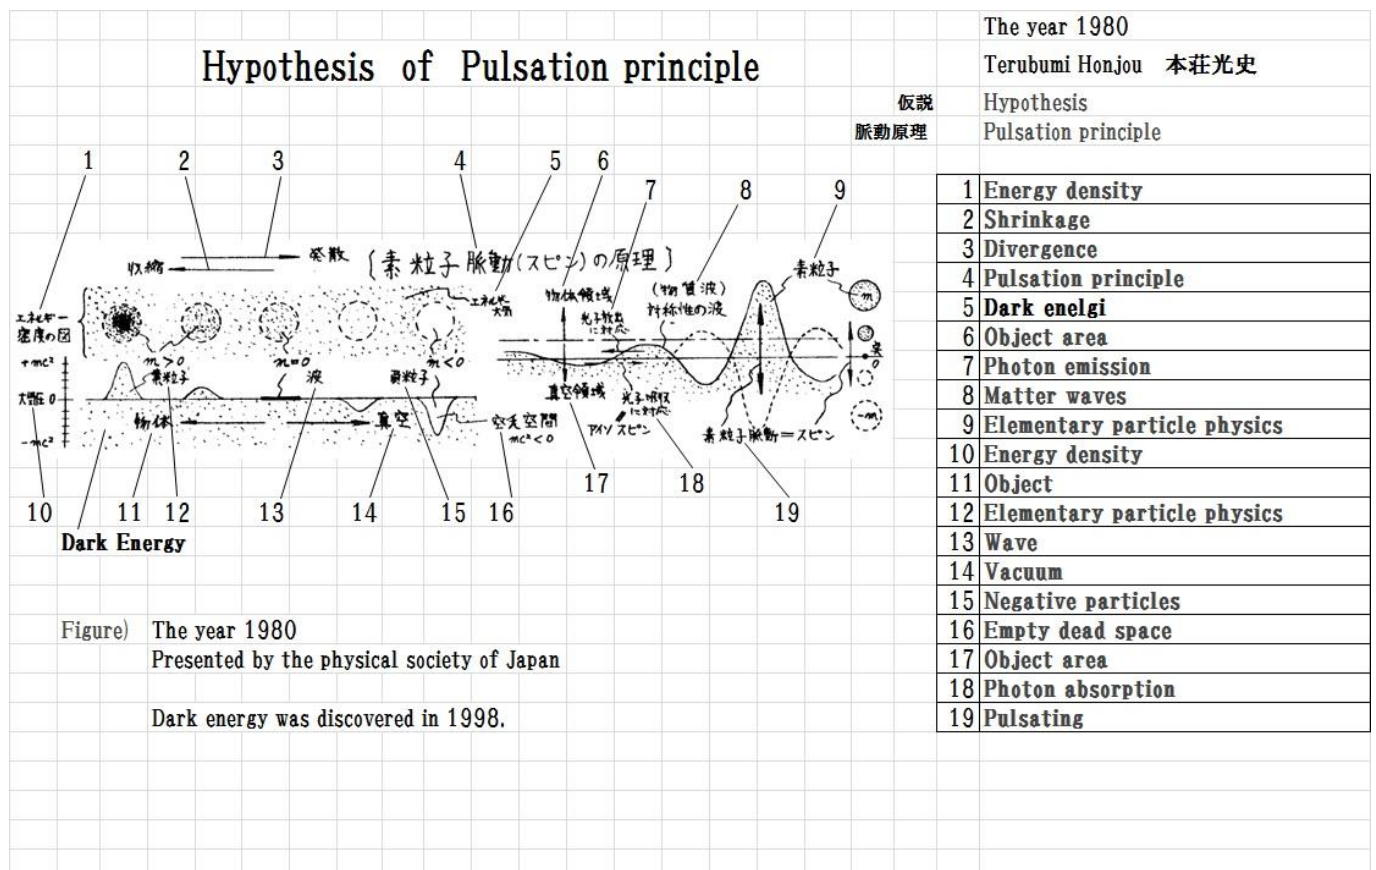 The year 1980
Hypothesis of Pulsation principle
Terubumi Honjou 本荘光史
仮説 Hypothesis
脈動原理 Pulsation principle
1 2 3 4 5 6 7 8 9
発散
収縮
{素粒子脈動(スピン)の原理}
素粒子
エネルギー
密度の図
エネルギー
大気
物体領域
光子放出
に対応
(物質波)
対称性の波
m
+mc²
m>0
素粒子
m=0
波
m<0
負粒子
0
-mc²
物体
真空
空毛空間
mc²<0
真空領域
光子吸収
に対応
アイソスピン
素粒子脈動=スピン
0
-m
10 11 12 13 14 15 16 17 18 19
Dark Energy
Figure) The year 1980
Presented by the physical society of Japan
Dark energy was discovered in 1998.
1 Energy density
2 Shrinkage
3 Divergence
4 Pulsation principle
5 Dark enelgi
6 Object area
7 Photon emission
8 Matter waves
9 Elementary particle physics
10 Energy density
11 Object
12 Elementary particle physics
13 Wave
14 Vacuum
15 Negative particles
16 Empty dead space
17 Object area
18 Photon absorption
19 Pulsating